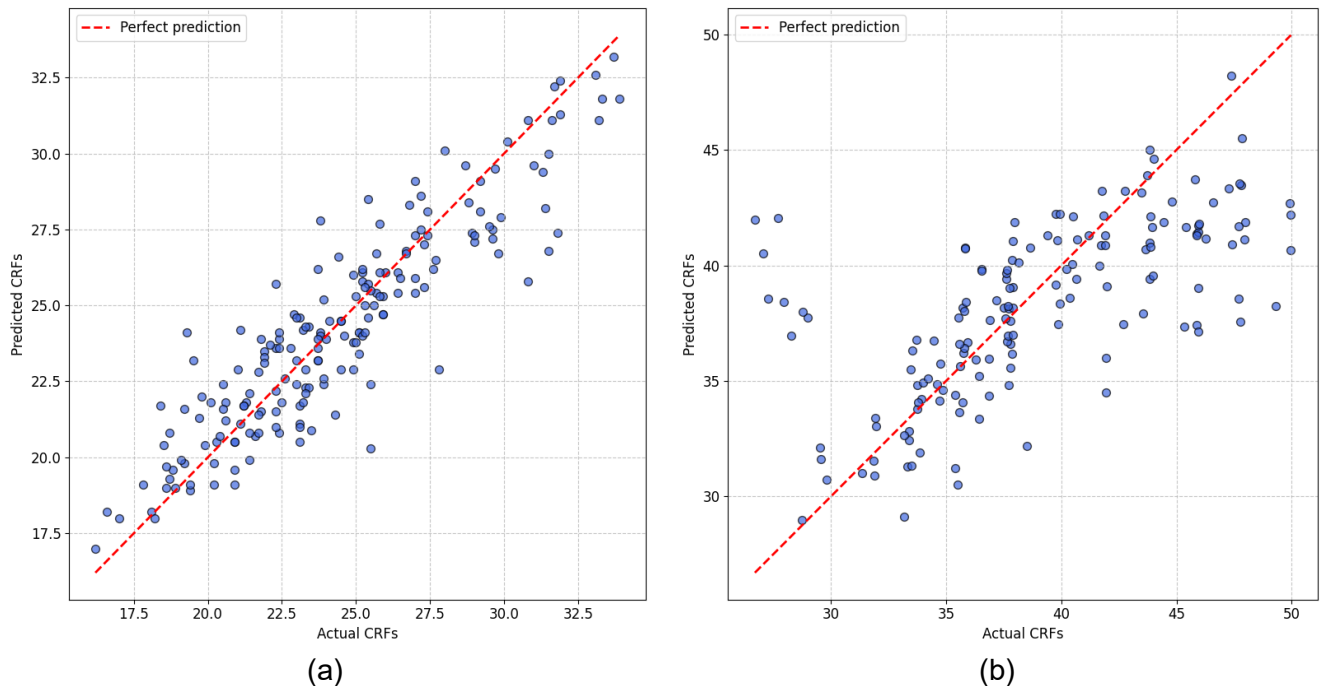 Perfect prediction
32.5
30.0
27.5
25.0
22.5
20.0
17.5
Predicted CRFs
17.5 20.0 22.5 25.0 27.5 30.0 32.5
Actual CRFs
(a)
Perfect prediction
50
45
40
35
30
Predicted CRFs
30 35 40 45 50
Actual CRFs
(b)